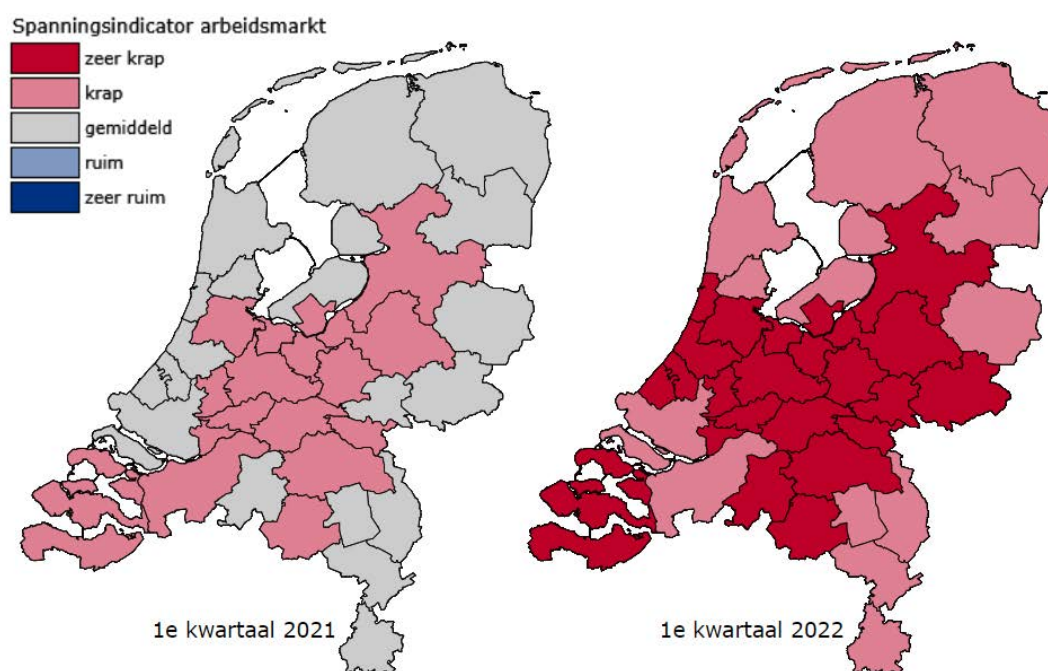 Spanningsindicator arbeidsmarkt
zeer krap
krap
gemiddeld
ruim
zeer ruim
1e kwartaal 2021
1e kwartaal 2022